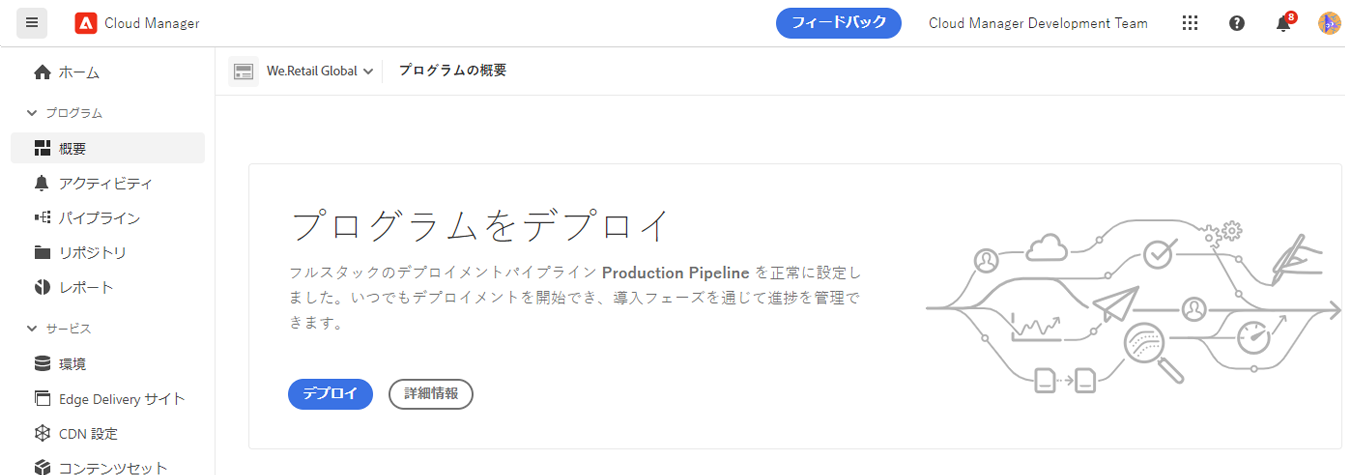 Cloud Manager
フィードバック
Cloud Manager Development Team
8
ホーム
プログラム
概要
アクティビティ
パイプライン
リポジトリ
レポート
サービス
環境
Edge Delivery サイト
CDN 設定
コンテンツセット
We.Retail Global
プログラムの概要
プログラムをデプロイ
フルスタックのデプロイメントパイプライン Production Pipeline を正常に設定し
ました。いつでもデプロイメントを開始でき、導入フェーズを通じて進捗を管理で
きます。
デプロイ
詳細情報